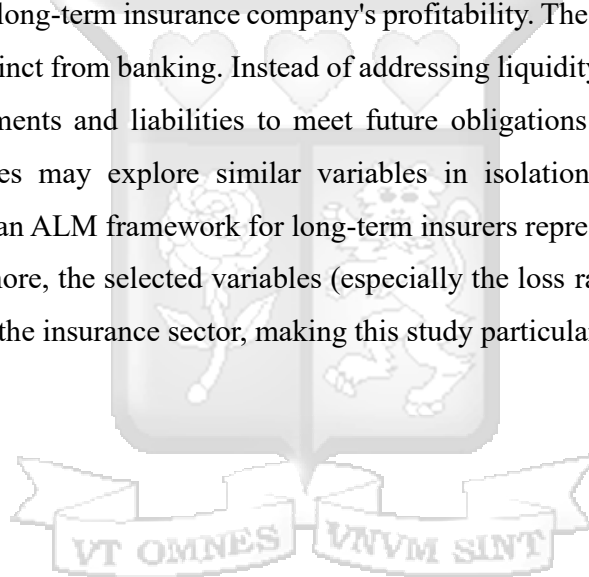 long-term insurance company's profitability. The
inct from banking. Instead of addressing liquidity
ments and liabilities to meet future obligations
es may explore similar variables in isolation
an ALM framework for long-term insurers repre
nore, the selected variables (especially the loss ra
the insurance sector, making this study particular
VT OMNES VNVM SINT